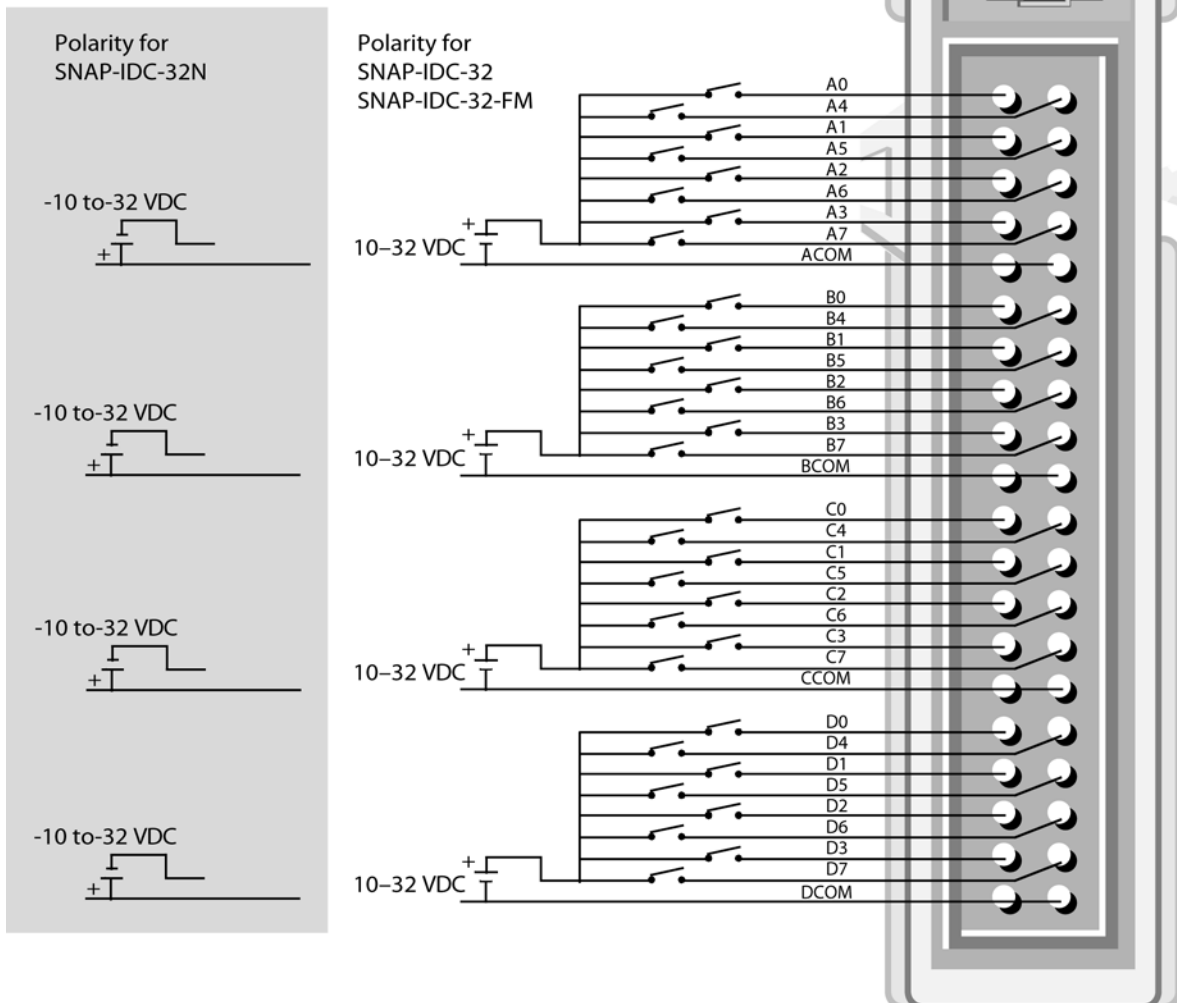 Polarity for
SNAP-IDC-32N
Polarity for
SNAP-IDC-32
SNAP-IDC-32-FM
-10 to-32 VDC
+
10–32 VDC
+
A0
A4
A1
A5
A2
A6
A3
A7
ACOM
-10 to-32 VDC
+
10–32 VDC
+
B0
B4
B1
B5
B2
B6
B3
B7
BCOM
-10 to-32 VDC
+
10–32 VDC
+
C0
C4
C1
C5
C2
C6
C3
C7
CCOM
-10 to-32 VDC
+
10–32 VDC
+
D0
D4
D1
D5
D2
D6
D3
D7
DCOM